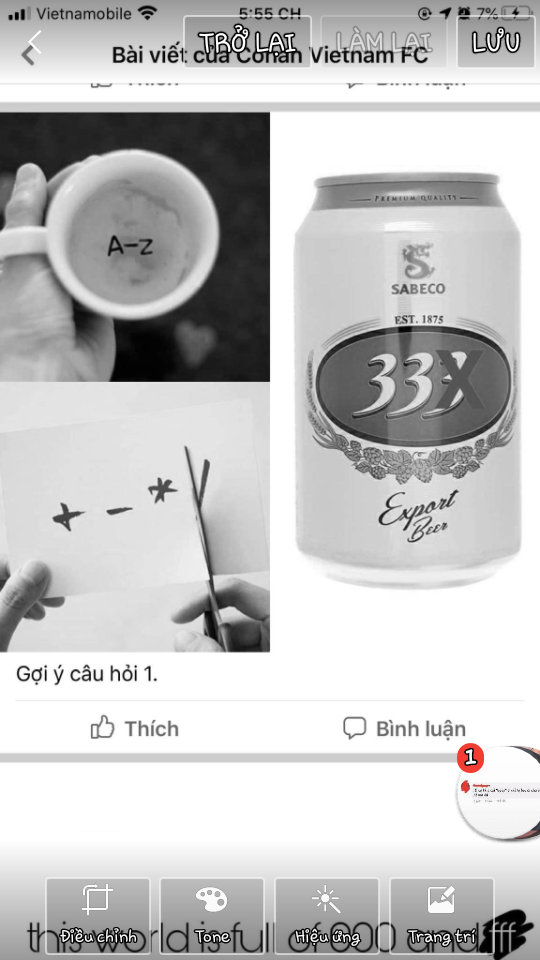 Vietnamobile 5:55 CH 7%
TRỞ LẠI LÀM LẠI LƯU
Bài viết của Conan Vietnam FC
Thích Bình luận
A-z
PREMIUM QUALITY
SABECO
EST. 1875
333X
Export
Beer
+ - * /
Gợi ý câu hỏi 1.
Thích Bình luận
1
Điều chỉnh Tone Hiệu ứng Trang trí
this world is full of 600 and fff